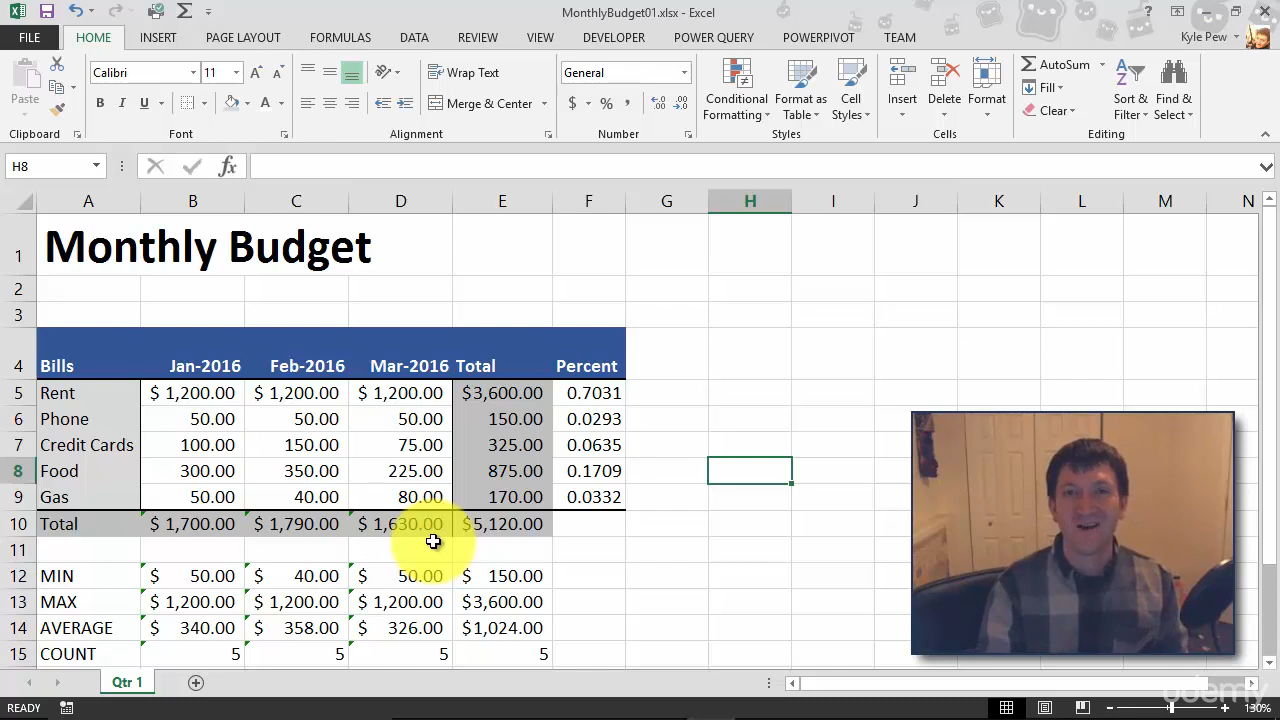 MonthlyBudget01.xlsx - Excel
FILE HOME INSERT PAGE LAYOUT FORMULAS DATA REVIEW VIEW DEVELOPER POWER QUERY POWERPIVOT TEAM Kyle Pew
Paste
Calibri 11
B I U
A A A
Wrap Text
Merge & Center
General
$ % ,
Conditional Formatting
Format as Table
Cell Styles
Insert
Delete
Format
AutoSum
Fill
Clear
Sort & Filter
Find & Select
Clipboard Font Alignment Number Styles Cells Editing
H8 fx
A B C D E F G H I J K L M N
1 Monthly Budget
2
3
4 Bills Jan-2016 Feb-2016 Mar-2016 Total Percent
5 Rent $ 1,200.00 $ 1,200.00 $ 1,200.00 $3,600.00 0.7031
6 Phone 50.00 50.00 50.00 150.00 0.0293
7 Credit Cards 100.00 150.00 75.00 325.00 0.0635
8 Food 300.00 350.00 225.00 875.00 0.1709
9 Gas 50.00 40.00 80.00 170.00 0.0332
10 Total $ 1,700.00 $ 1,790.00 $ 1,630.00 $5,120.00
11
12 MIN $ 50.00 $ 40.00 $ 50.00 $ 150.00
13 MAX $ 1,200.00 $ 1,200.00 $ 1,200.00 $3,600.00
14 AVERAGE $ 340.00 $ 358.00 $ 326.00 $1,024.00
15 COUNT 5 5 5 5
Qtr 1
udemy
READY 130%